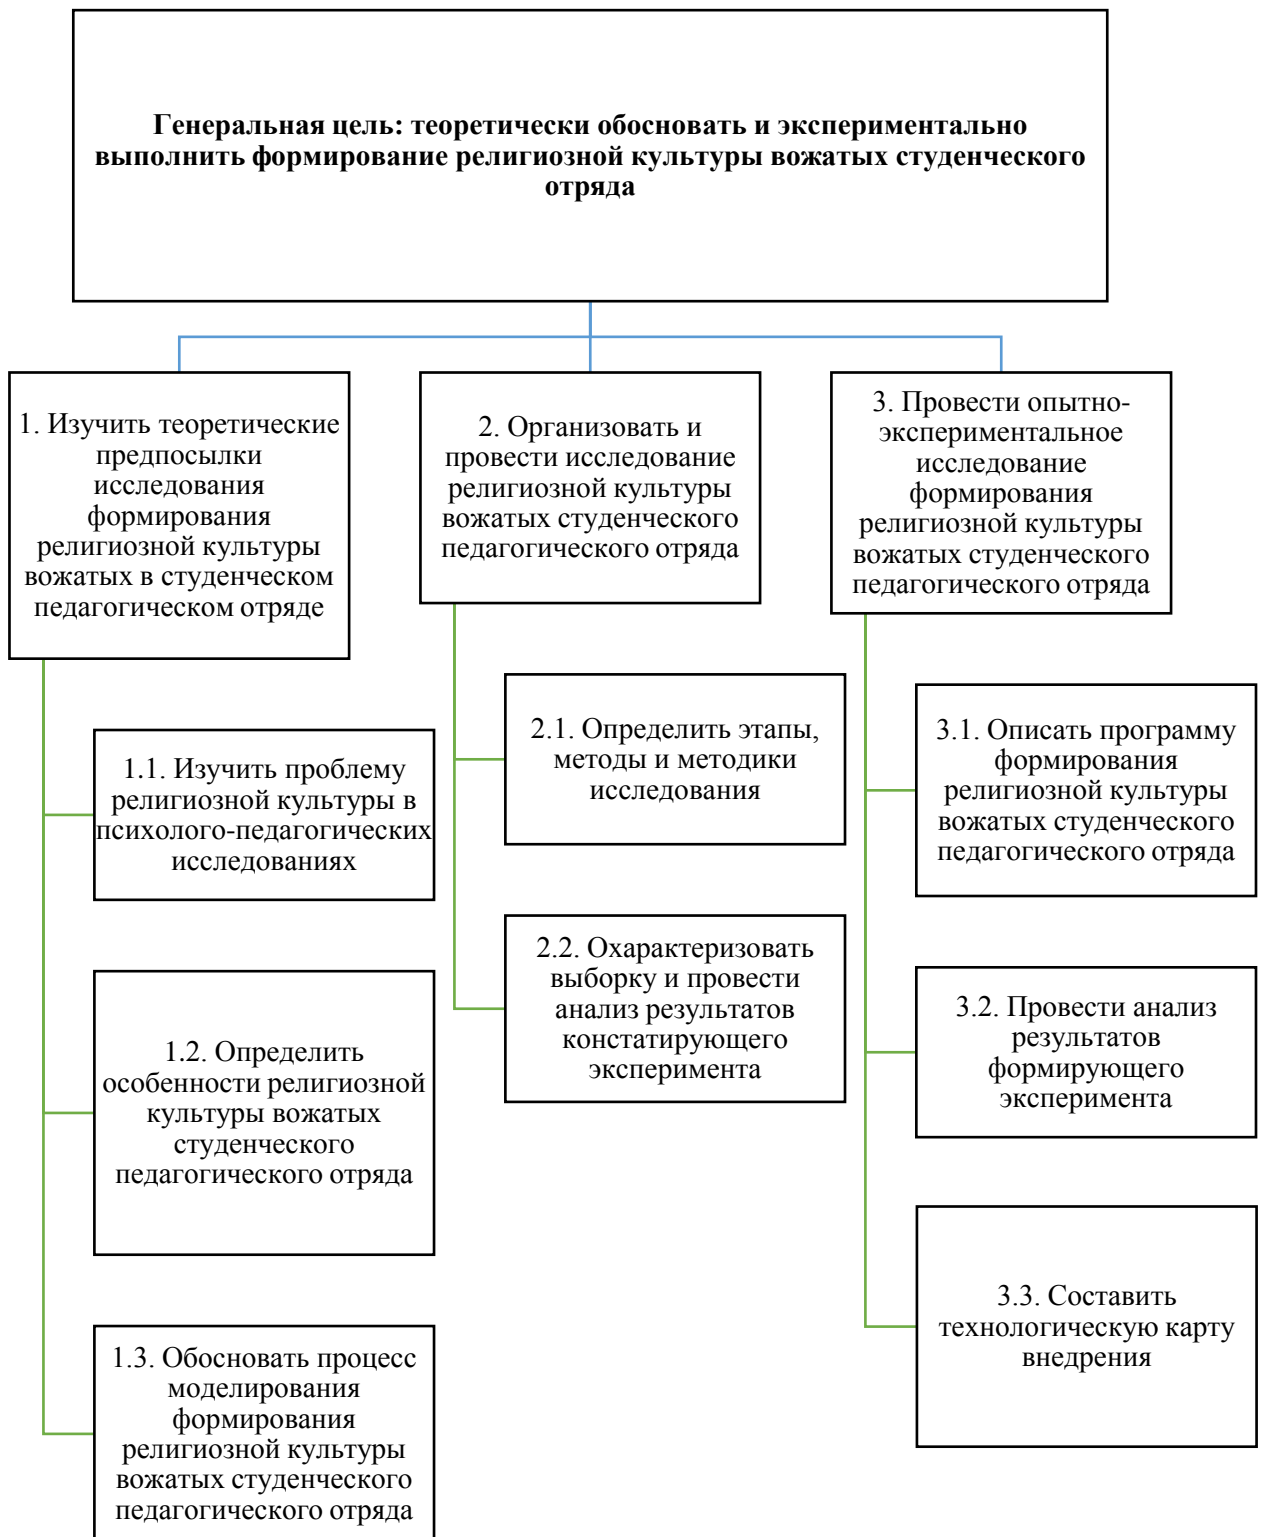 Генеральная цель: теоретически обосновать и экспериментально
выполнить формирование религиозной культуры вожатых студенческого
отряда
1. Изучить теоретические
предпосылки
исследования
формирования
религиозной культуры
вожатых в студенческом
педагогическом отряде
1.1. Изучить проблему
религиозной культуры в
психолого-педагогических
исследованиях
1.2. Определить
особенности религиозной
культуры вожатых
студенческого
педагогического отряда
1.3. Обосновать процесс
моделирования
формирования
религиозной культуры
вожатых студенческого
педагогического отряда
2. Организовать и
провести исследование
религиозной культуры
вожатых студенческого
педагогического отряда
2.1. Определить этапы,
методы и методики
исследования
2.2. Охарактеризовать
выборку и провести
анализ результатов
констатирующего
эксперимента
3. Провести опытно-
экспериментальное
исследование
формирования
религиозной культуры
вожатых студенческого
педагогического отряда
3.1. Описать программу
формирования
религиозной культуры
вожатых студенческого
педагогического отряда
3.2. Провести анализ
результатов
формирующего
эксперимента
3.3. Составить
технологическую карту
внедрения